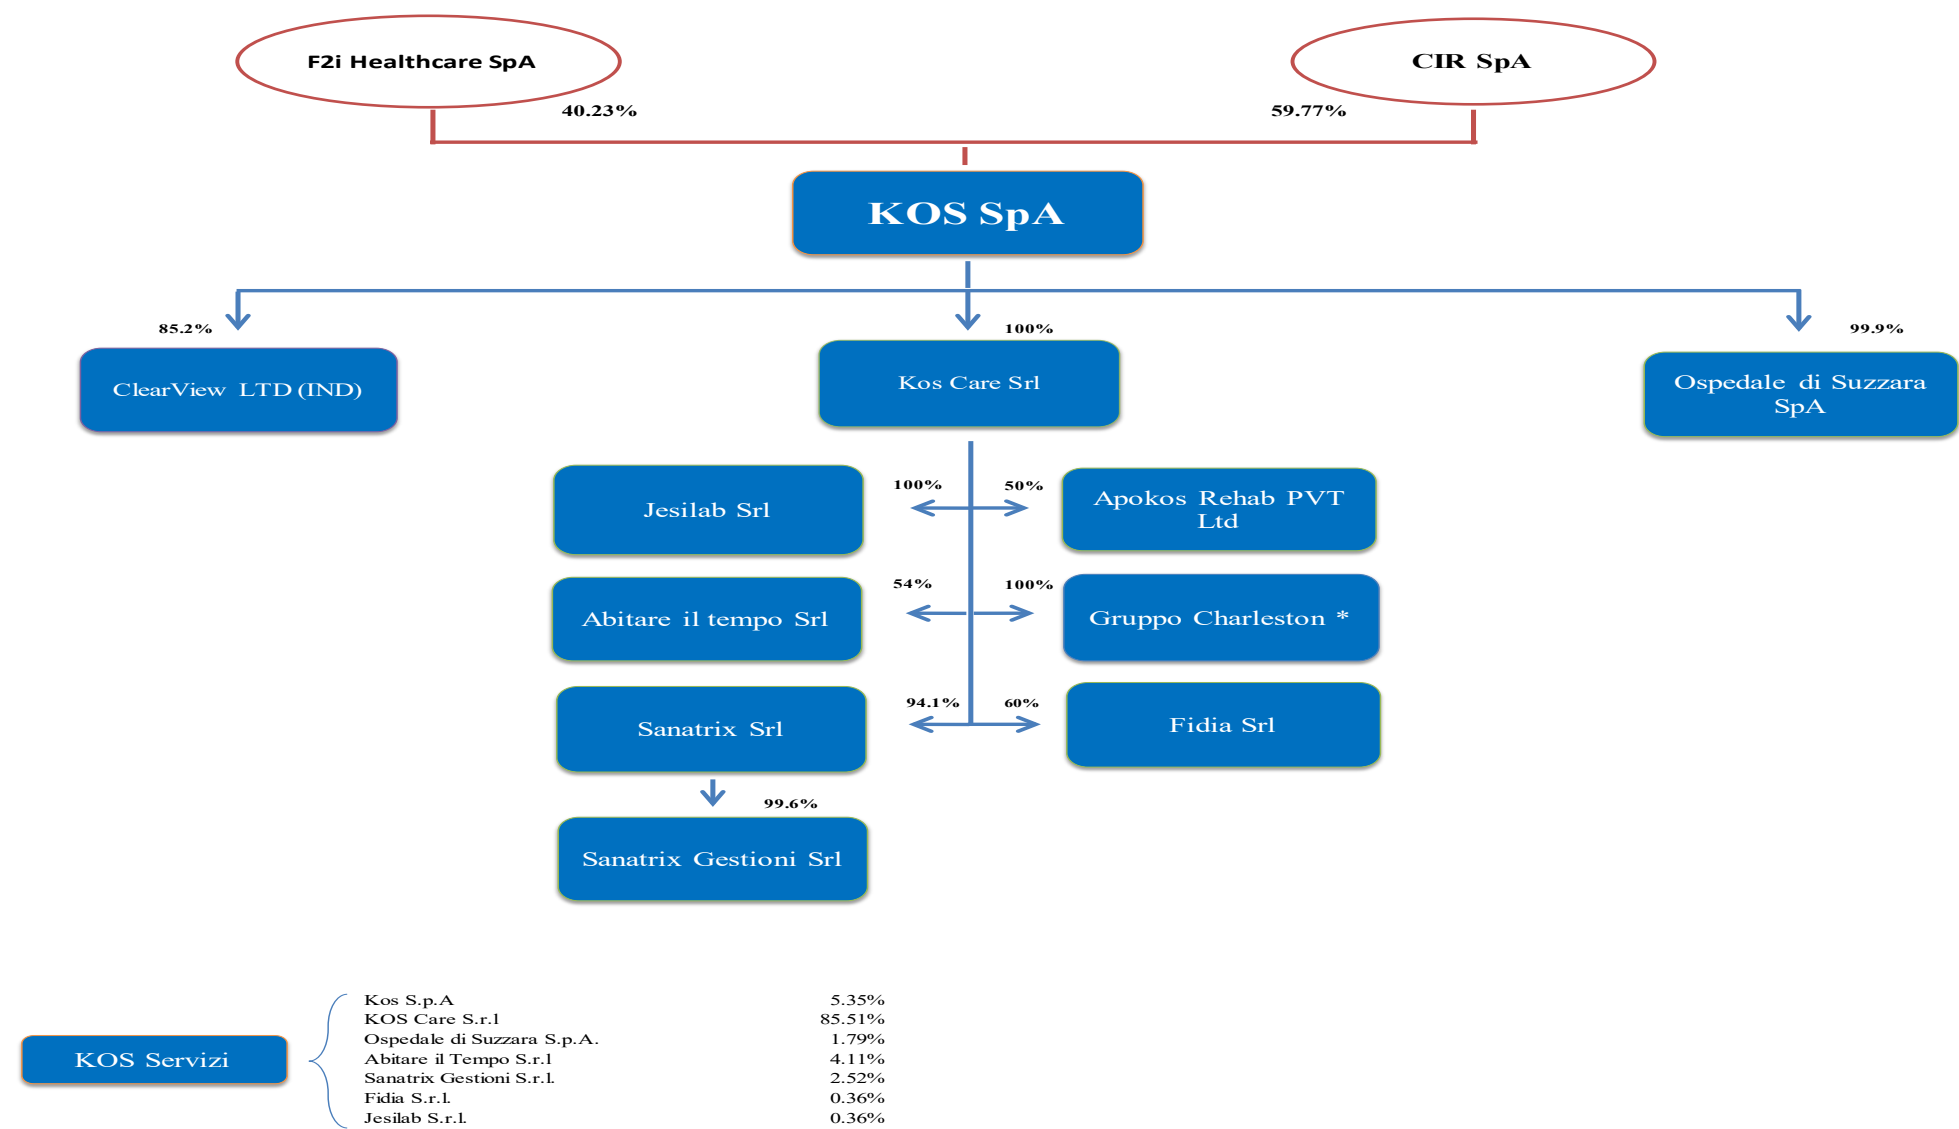 F2i Healthcare SpA
CIR SpA
40.23%
59.77%
KOS SpA
85.2%
100%
99.9%
ClearView LTD (IND)
Kos Care Srl
Ospedale di Suzzara
SpA
Jesilab Srl
100%
50%
Apokos Rehab PVT
Ltd
Abitare il tempo Srl
54%
100%
Gruppo Charleston *
Sanatrix Srl
94.1%
60%
Fidia Srl
99.6%
Sanatrix Gestioni Srl
KOS Servizi
Kos S.p.A 5.35%
KOS Care S.r.l 85.51%
Ospedale di Suzzara S.p.A. 1.79%
Abitare il Tempo S.r.l 4.11%
Sanatrix Gestioni S.r.l. 2.52%
Fidia S.r.l. 0.36%
Jesilab S.r.l. 0.36%